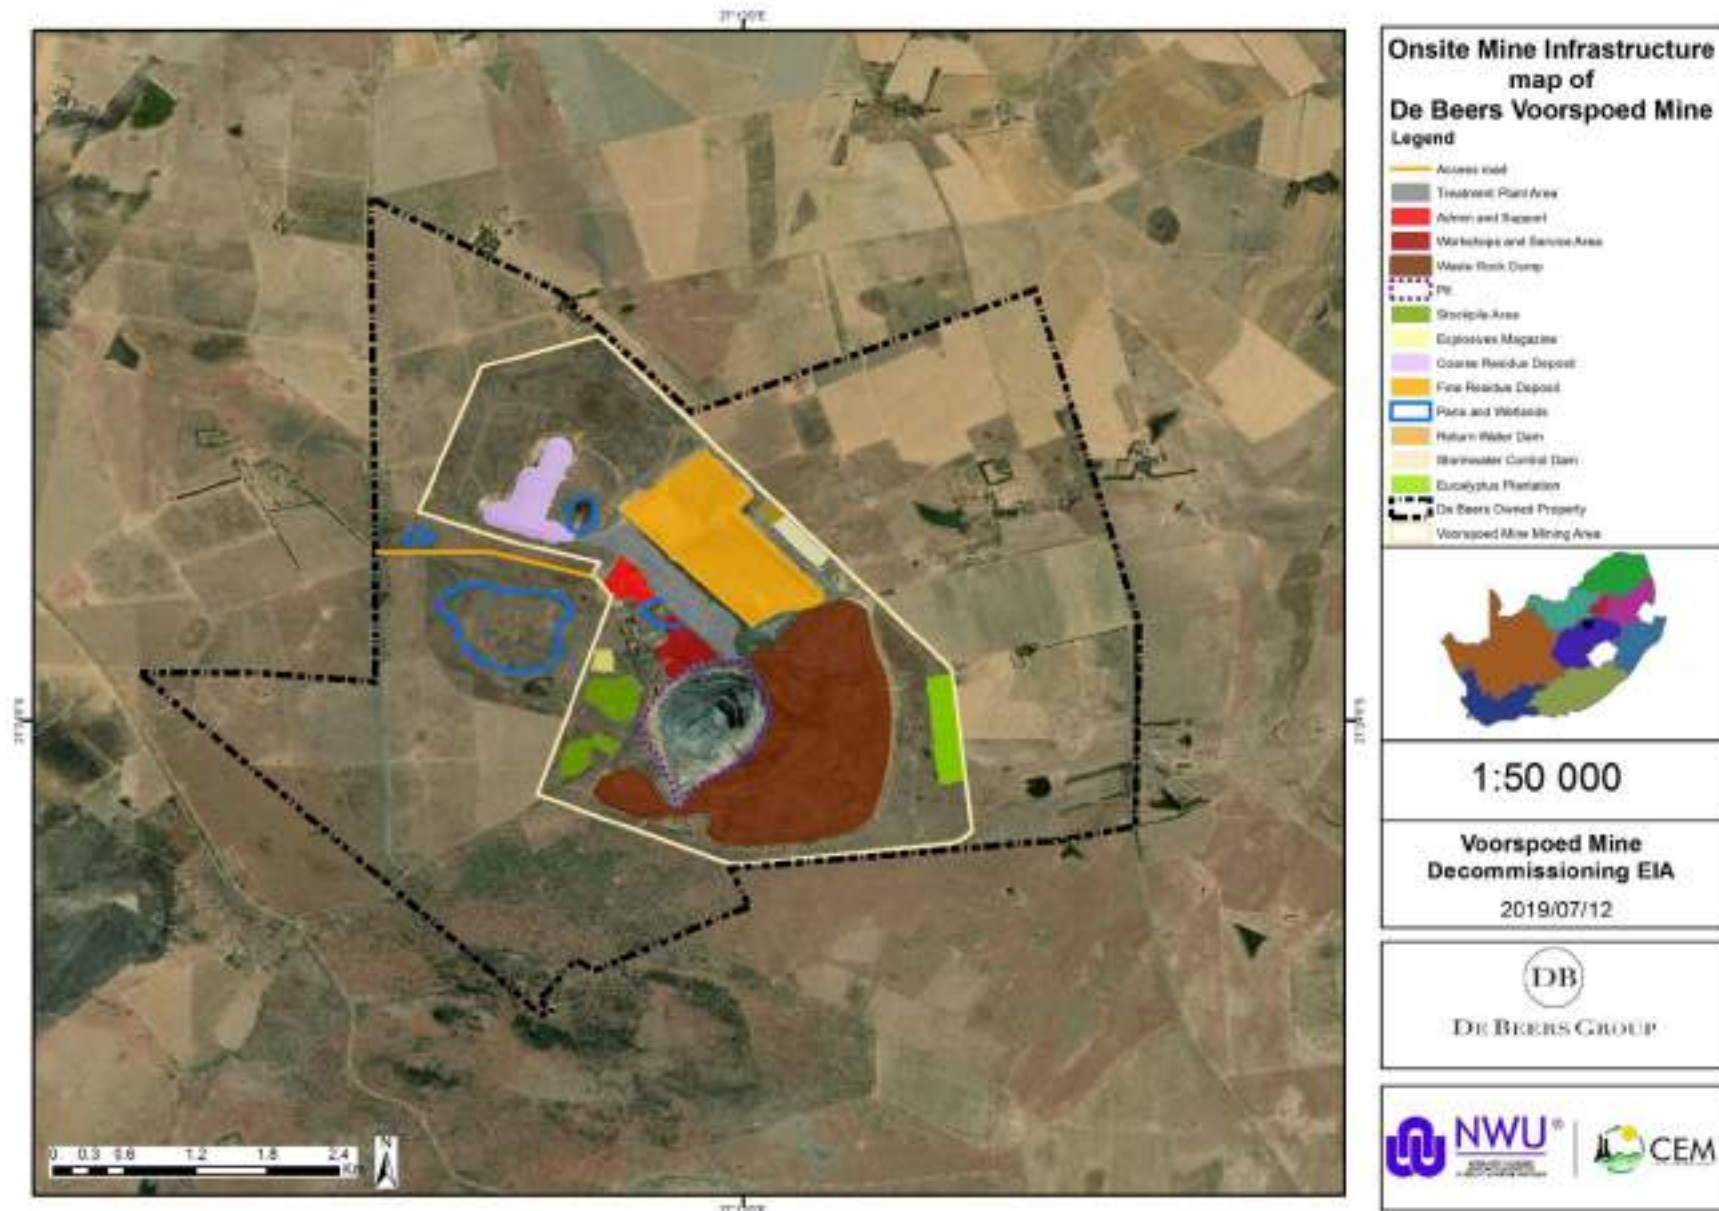 Onsite Mine Infrastructure
map of
De Beers Voorspoed Mine
Legend
Access road
Treatment Plant Area
Admin and Support
Workshops and Service Area
Waste Rock Dump
Pit
Stockpile Area
Explosives Magazine
Coarse Residue Deposit
Fine Residue Deposit
Pans and Wetlands
Return Water Dam
Stormwater Control Dam
Eucalyptus Plantation
De Beers Owned Property
Voorspoed Mine Mining Area
1:50 000
Voorspoed Mine
Decommissioning EIA
2019/07/12
DB
DE BEERS GROUP
NWU®
CEM
0 0.3 0.6 1.2 1.8 2.4
Km
N